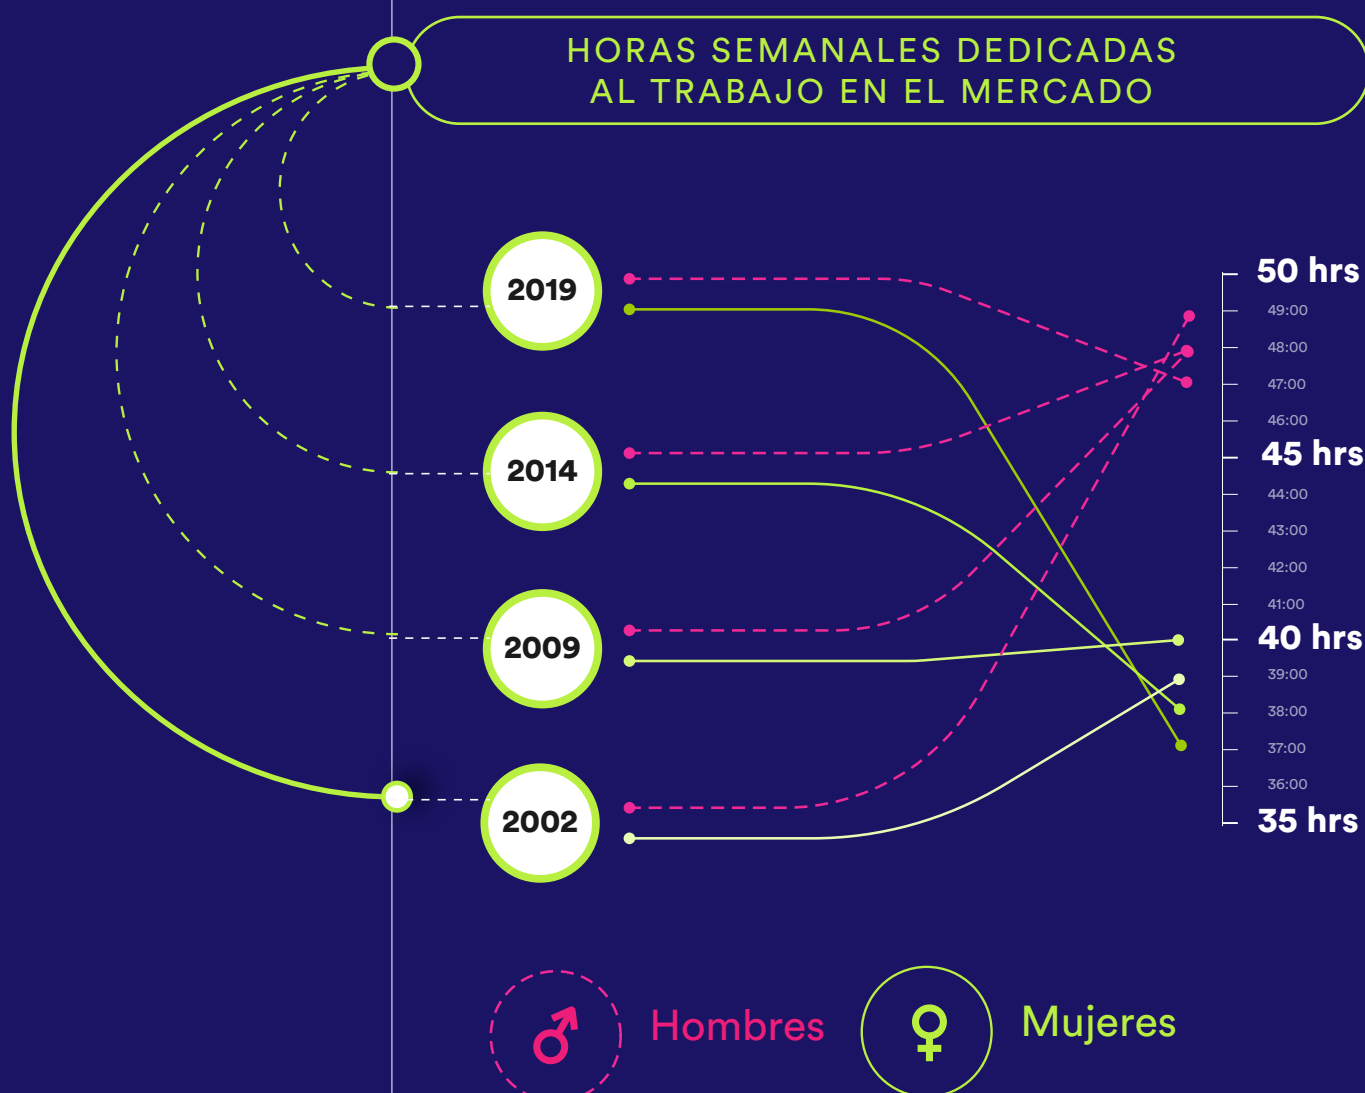 HORAS SEMANALES DEDICADAS
AL TRABAJO EN EL MERCADO
2019
2014
2009
2002
50 hrs
49:00
48:00
47:00
46:00
45 hrs
44:00
43:00
42:00
41:00
40 hrs
39:00
38:00
37:00
36:00
35 hrs
Hombres
Mujeres